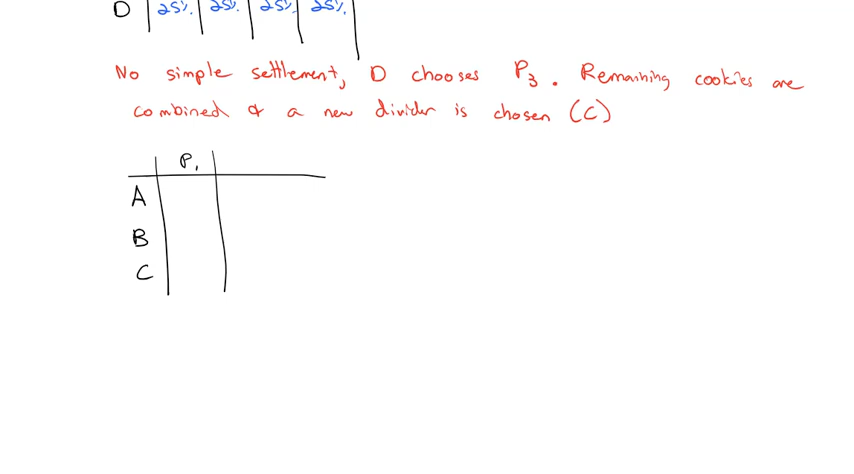 D 25% 25% 25% 25%
No simple settlement, D chooses P3. Remaining cookies are
combined & a new divider is chosen (C)
P1
A
B
C